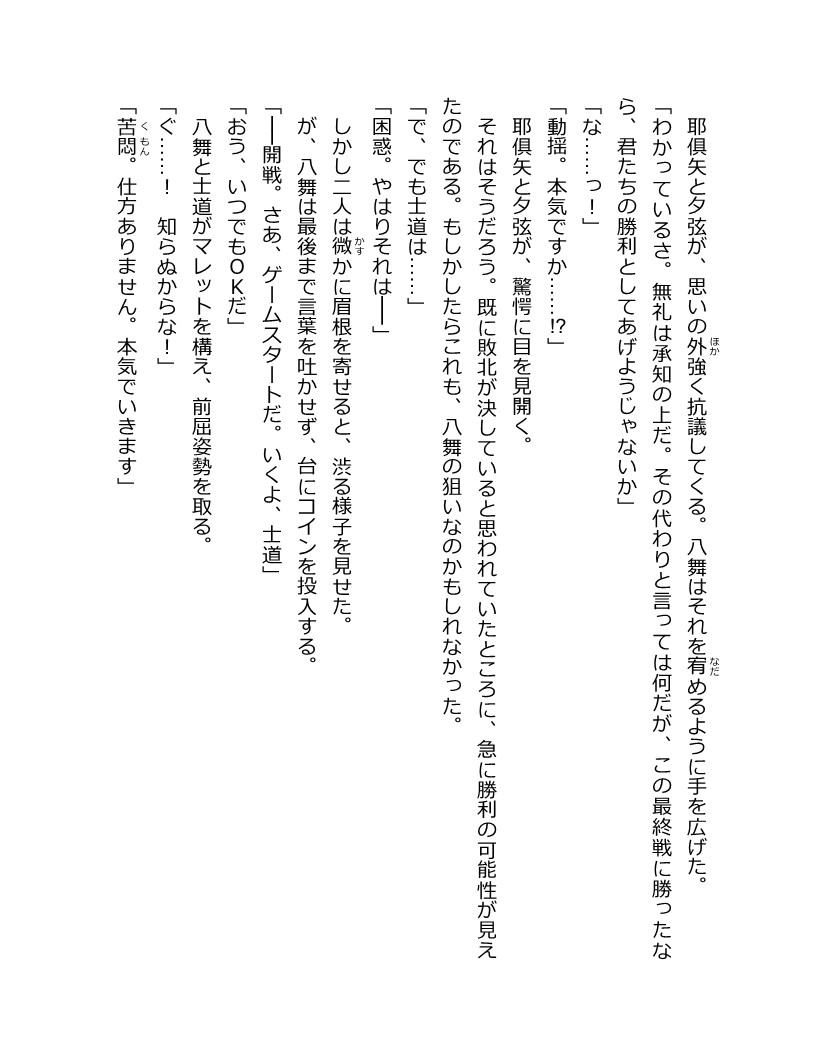 耶倶矢と夕弦が、思いの外強く抗議してくる。八舞はそれを宥めるように手を広げた。
「わかっているさ。無礼は承知の上だ。その代わりと言っては何だが、この最終戦に勝ったな
ら、君たちの勝利としてあげようじゃないか」
「な……っ！」
「動揺。本気ですか……!?」
耶倶矢と夕弦が、驚愕に目を見開く。
それはそうだろう。既に敗北が決していると思われていたところに、急に勝利の可能性が見え
たのである。もしかしたらこれも、八舞の狙いなのかもしれなかった。
「で、でも士道は……」
「困惑。やはりそれは――」
しかし二人は微かに眉根を寄せると、渋る様子を見せた。
が、八舞は最後まで言葉を吐かせず、台にコインを投入する。
「――開戦。さあ、ゲームスタートだ。いくよ、士道」
「おう、いつでもOKだ」
八舞と士道がマレットを構え、前屈姿勢を取る。
「ぐ……！　知らぬからな！」
「苦悶。仕方ありません。本気でいきます」